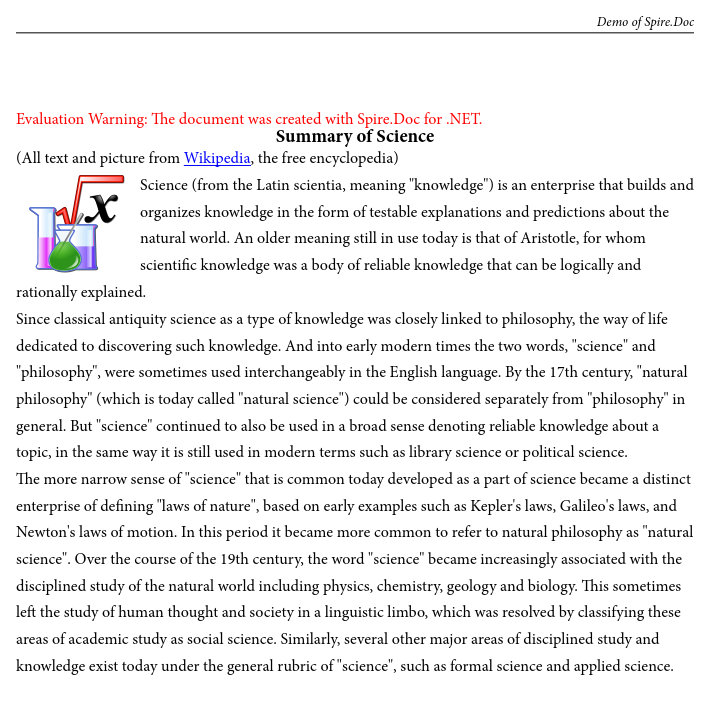 Demo of Spire.Doc
Evaluation Warning: The document was created with Spire.Doc for .NET.
Summary of Science
(All text and picture from Wikipedia, the free encyclopedia)
Science (from the Latin scientia, meaning "knowledge") is an enterprise that builds and
organizes knowledge in the form of testable explanations and predictions about the
natural world. An older meaning still in use today is that of Aristotle, for whom
scientific knowledge was a body of reliable knowledge that can be logically and
rationally explained.
Since classical antiquity science as a type of knowledge was closely linked to philosophy, the way of life
dedicated to discovering such knowledge. And into early modern times the two words, "science" and
"philosophy", were sometimes used interchangeably in the English language. By the 17th century, "natural
philosophy" (which is today called "natural science") could be considered separately from "philosophy" in
general. But "science" continued to also be used in a broad sense denoting reliable knowledge about a
topic, in the same way it is still used in modern terms such as library science or political science.
The more narrow sense of "science" that is common today developed as a part of science became a distinct
enterprise of defining "laws of nature", based on early examples such as Kepler's laws, Galileo's laws, and
Newton's laws of motion. In this period it became more common to refer to natural philosophy as "natural
science". Over the course of the 19th century, the word "science" became increasingly associated with the
disciplined study of the natural world including physics, chemistry, geology and biology. This sometimes
left the study of human thought and society in a linguistic limbo, which was resolved by classifying these
areas of academic study as social science. Similarly, several other major areas of disciplined study and
knowledge exist today under the general rubric of "science", such as formal science and applied science.